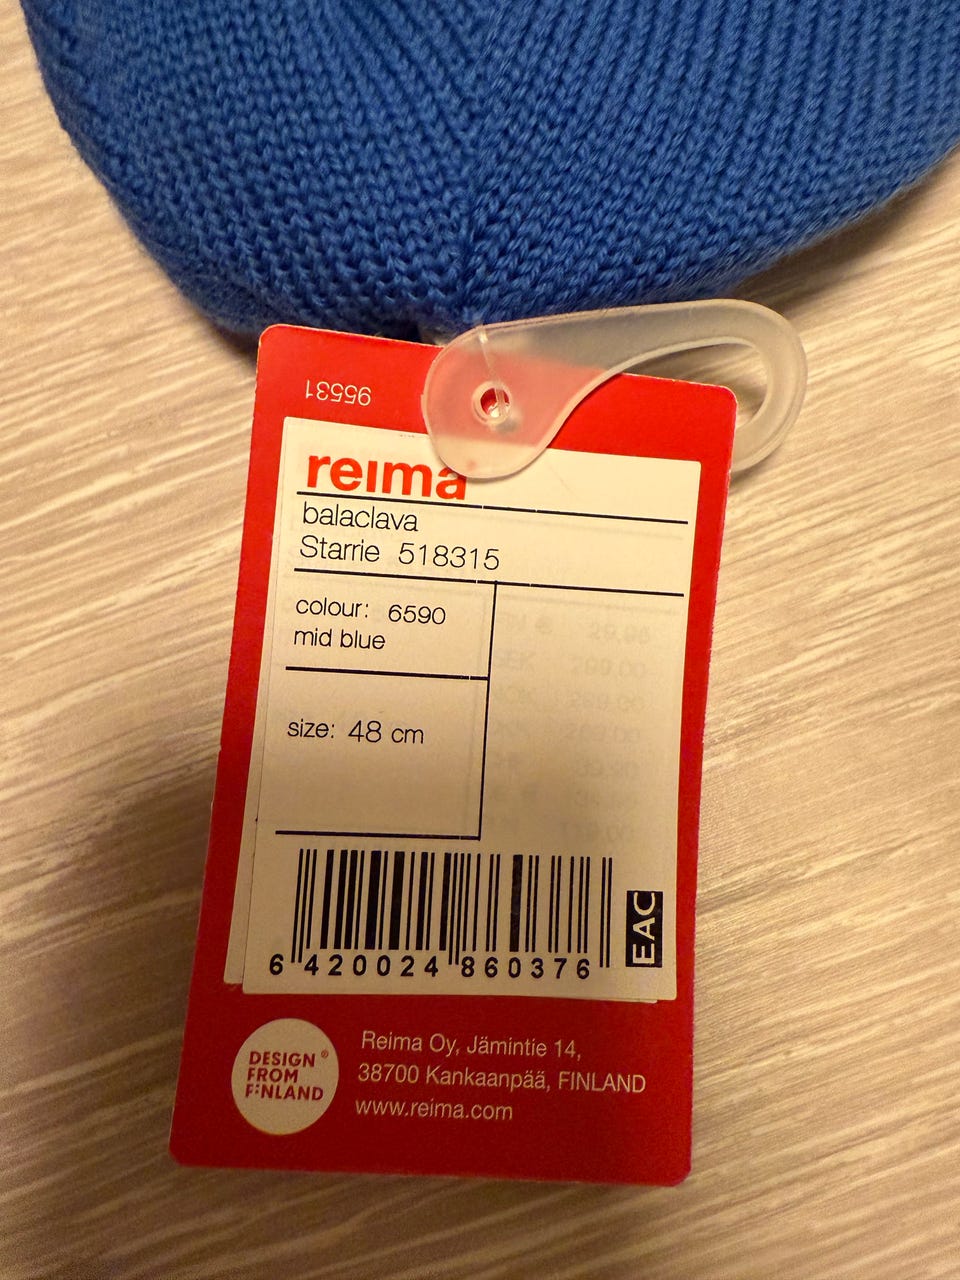 95531
reima
balaclava
Starrie 518315
colour: 6590
mid blue
size: 48 cm
6 420024 860376
EAC
DESIGN ®
FROM
FINLAND
Reima Oy, Jämintie 14,
38700 Kankaanpää, FINLAND
www.reima.com